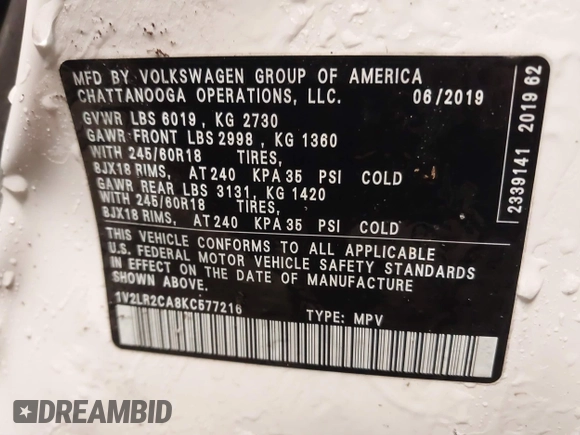 MFD BY VOLKSWAGEN GROUP OF AMERICA
CHATTANOOGA OPERATIONS, LLC. 06/2019
GVWR LBS 6019, KG 2730
GAWR FRONT LBS 2998, KG 1360
WITH 245/60R18 TIRES,
8JX18 RIMS, AT 240 KPA 35 PSI COLD
GAWR REAR LBS 3131, KG 1420
WITH 245/60R18 TIRES,
8JX18 RIMS, AT 240 KPA 35 PSI COLD
THIS VEHICLE CONFORMS TO ALL APPLICABLE
U.S. FEDERAL MOTOR VEHICLE SAFETY STANDARDS
IN EFFECT ON THE DATE OF MANUFACTURE
SHOWN ABOVE.
1V2LR2CA8KC577216 TYPE: MPV
2339141 2019 62
DREAMBID